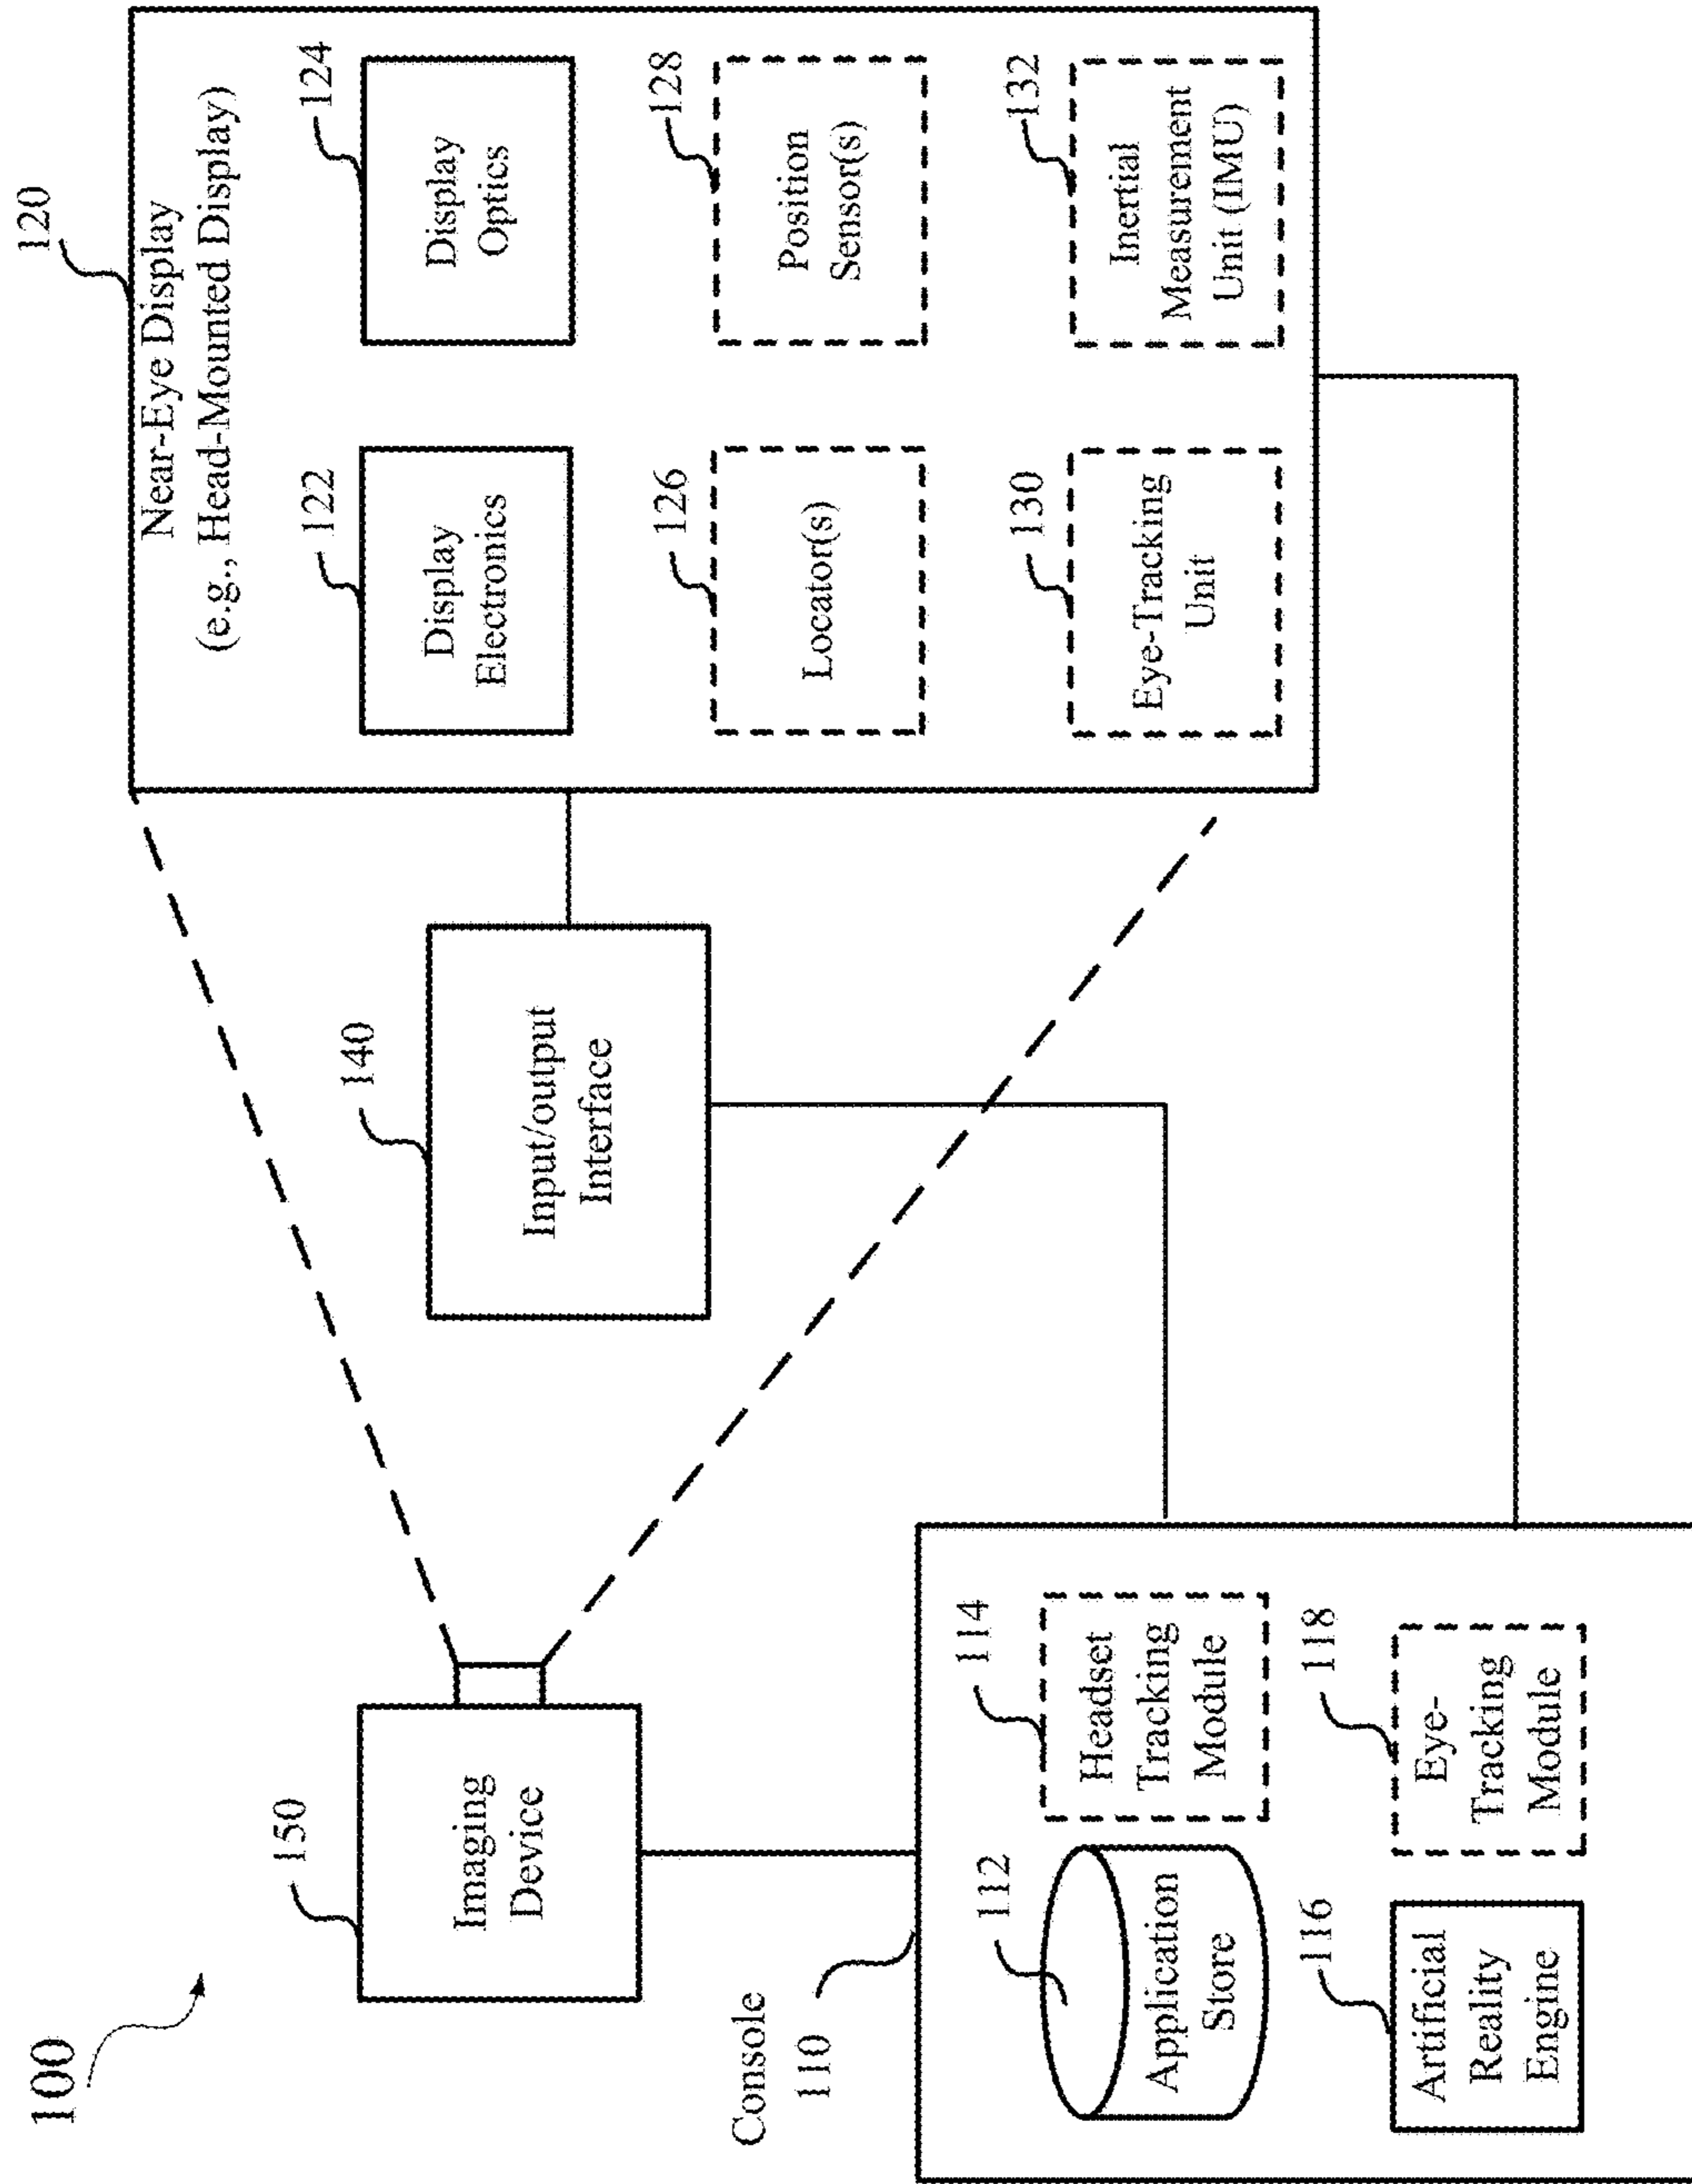 100
150
Imaging
Device
140
Input/output
Interface
120
Near-Eye Display
(e.g., Head-Mounted Display)
122
Display
Electronics
124
Display
Optics
126
Locator(s)
128
Position
Sensor(s)
130
Eye-Tracking
Unit
132
Inertial
Measurement
Unit (IMU)
Console
110
112
Application
Store
114
Headset
Tracking
Module
116
Artificial
Reality
Engine
118
Eye-
Tracking
Module